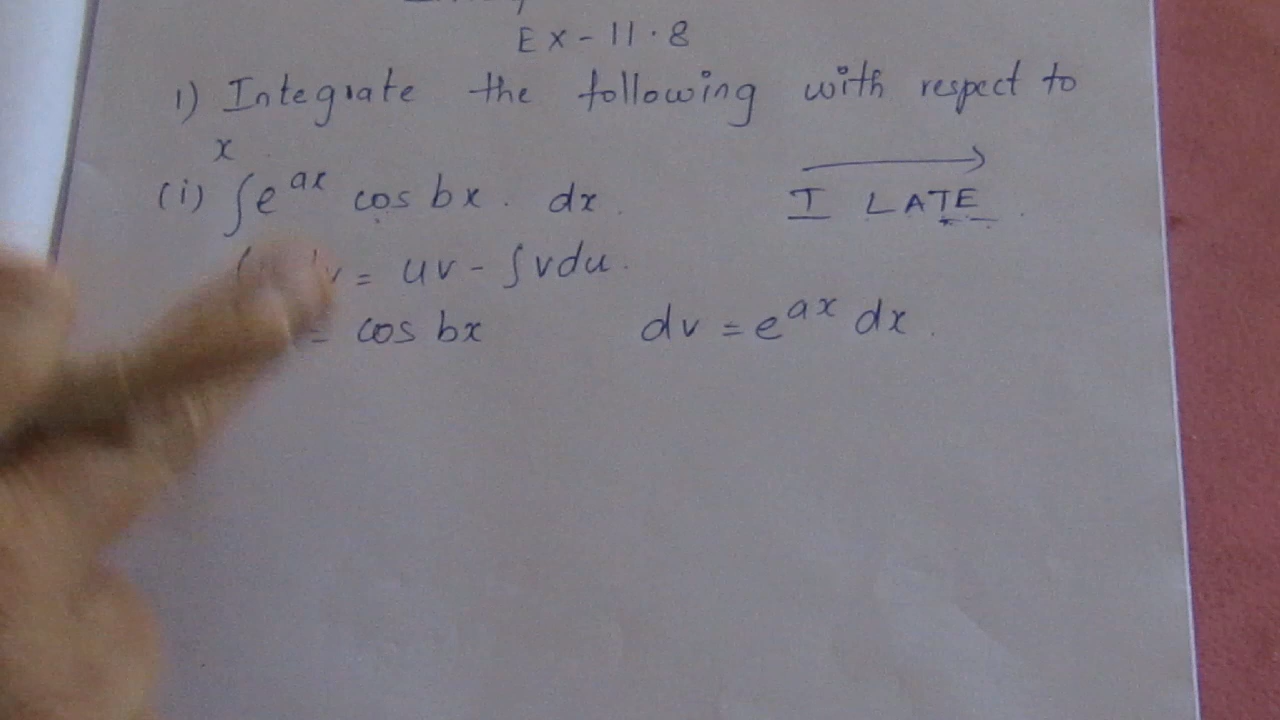 Ex - 11.8
1) Integrate the following with respect to
x
(i) ∫e^ax cos bx . dx.
I LATE.
= uv - ∫vdu.
= cos bx dv = e^ax dx.